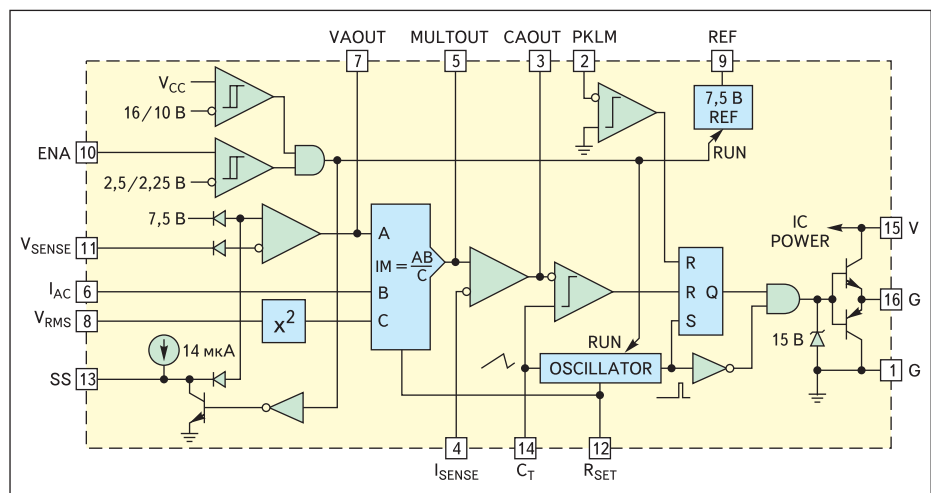 VAOUT MULTOUT CAOUT PKLM REF
7 5 3 2 9
VCC
16/10 В
7,5 В
REF
ENA 10
RUN
2,5/2,25 В
7,5 В
VSENSE 11
A
IM = AB/C
IC
POWER
15 V
R
IAC 6
B
R Q
16 G
VRMS 8
x²
C
S
15 В
RUN
14 мкА
SS 13
OSCILLATOR
1 G
4 14 12
ISENSE CT RSET